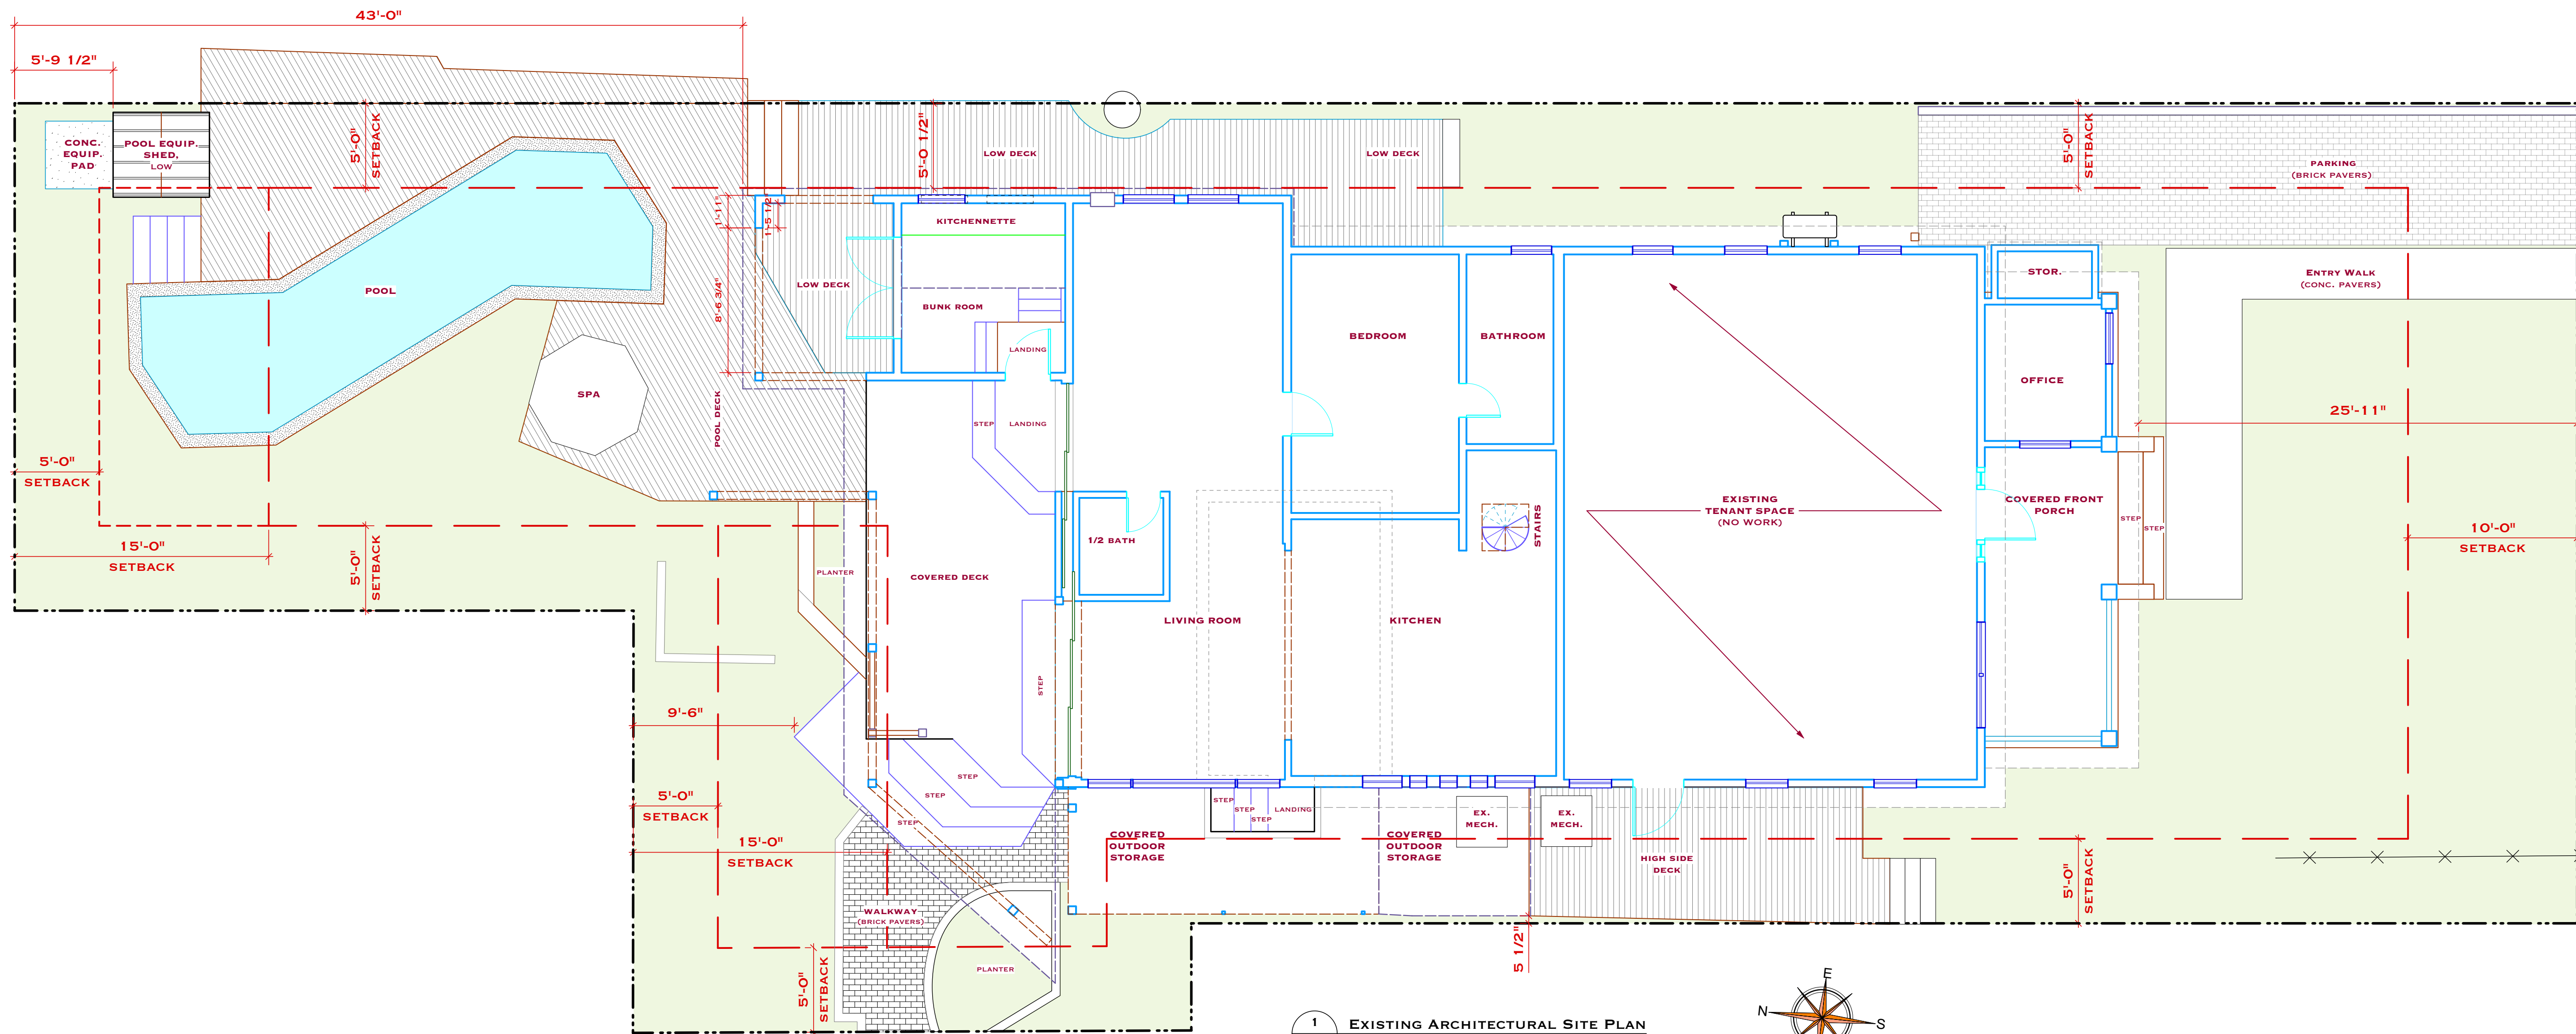 43'-0"
5'-9 1/2"
CONC.
EQUIP.
PAD
POOL EQUIP.
SHED,
LOW
5'-0"
SETBACK
5'-0 1/2"
LOW DECK
LOW DECK
5'-0"
SETBACK
PARKING
(BRICK PAVERS)
1'-11"
1'-5 1/2"
KITCHENNETTE
POOL
8'-6 3/4"
LOW DECK
BUNK ROOM
LANDING
BEDROOM
BATHROOM
STOR.
ENTRY WALK
(CONC. PAVERS)
OFFICE
SPA
POOL DECK
STEP
LANDING
25'-11"
5'-0"
SETBACK
EXISTING
TENANT SPACE
(NO WORK)
COVERED FRONT
PORCH
STEP
STEP
STAIRS
1/2 BATH
10'-0"
SETBACK
15'-0"
SETBACK
5'-0"
SETBACK
PLANTER
COVERED DECK
LIVING ROOM
KITCHEN
STEP
9'-6"
STEP
STEP
STEP
5'-0"
SETBACK
STEP
STEP
STEP
LANDING
EX.
MECH.
EX.
MECH.
COVERED
OUTDOOR
STORAGE
COVERED
OUTDOOR
STORAGE
15'-0"
SETBACK
HIGH SIDE
DECK
5'-0"
SETBACK
WALKWAY
(BRICK PAVERS)
5 1/2"
PLANTER
5'-0"
SETBACK
E
N
S
1
EXISTING ARCHITECTURAL SITE PLAN